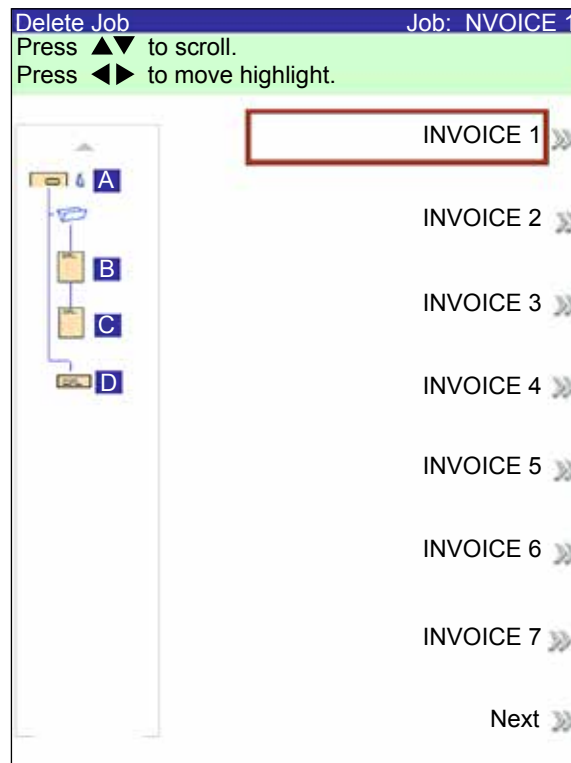 Delete Job Job: NVOICE 1
Press ▲▼ to scroll.
Press ◀▶ to move highlight.
INVOICE 1
A
INVOICE 2
B
INVOICE 3
C
INVOICE 4
D
INVOICE 5
INVOICE 6
INVOICE 7
Next